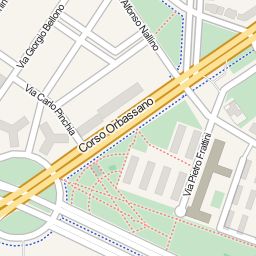 Via Giorgio Bellono
Alfonso Nallino
Via Carlo Pinchia
Corso Orbassano
Via Pietro Frattini